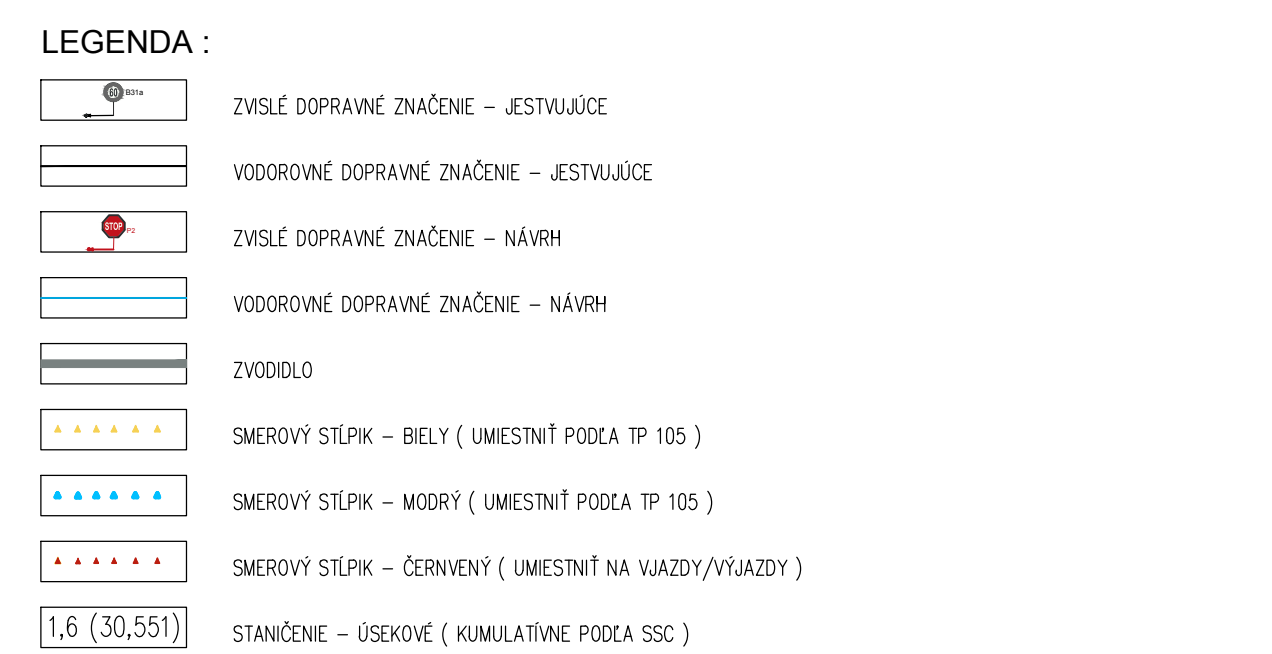 LEGENDA :
60 B31a
ZVISLÉ DOPRAVNÉ ZNAČENIE – JESTVUJÚCE
VODOROVNÉ DOPRAVNÉ ZNAČENIE – JESTVUJÚCE
STOP P2
ZVISLÉ DOPRAVNÉ ZNAČENIE – NÁVRH
VODOROVNÉ DOPRAVNÉ ZNAČENIE – NÁVRH
ZVODIDLO
SMEROVÝ STĹPIK – BIELY ( UMIESTNIŤ PODĽA TP 105 )
SMEROVÝ STĹPIK – MODRÝ ( UMIESTNIŤ PODĽA TP 105 )
SMEROVÝ STĹPIK – ČERNVENÝ ( UMIESTNIŤ NA VJAZDY/VÝJAZDY )
1,6 (30,551) STANIČENIE – ÚSEKOVÉ ( KUMULATÍVNE PODĽA SSC )